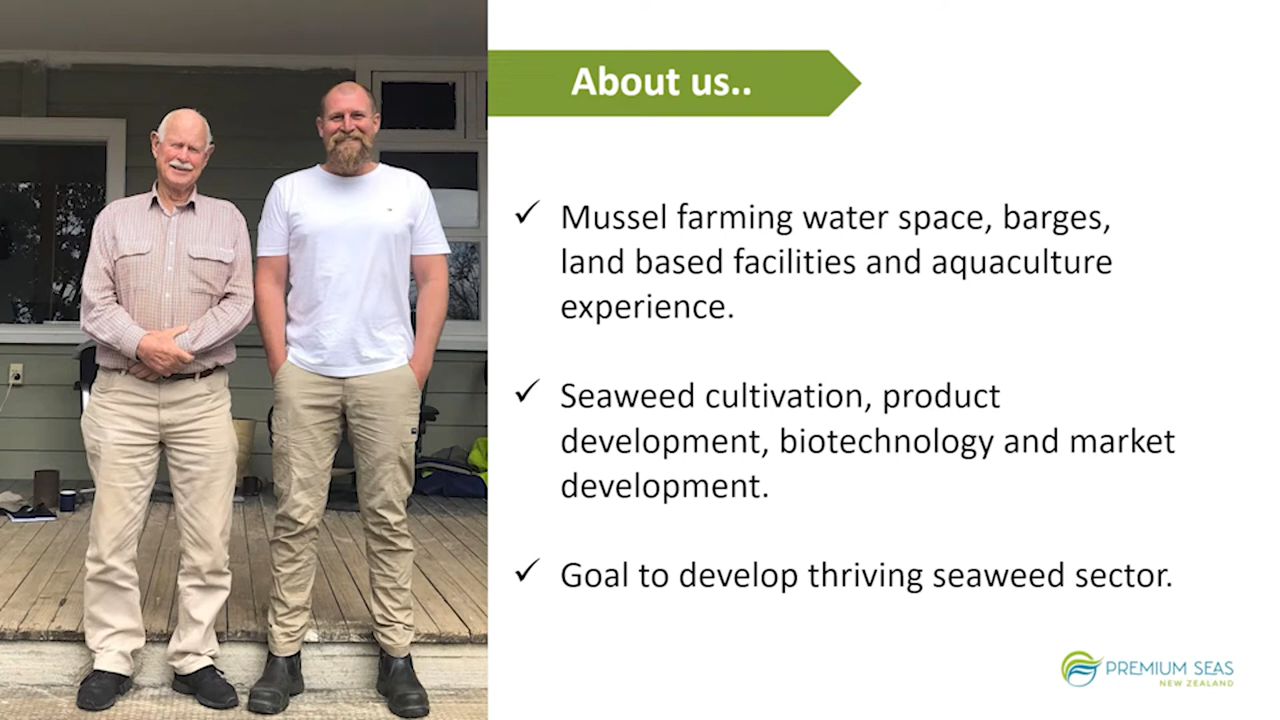 About us..
✓ Mussel farming water space, barges,
land based facilities and aquaculture
experience.
✓ Seaweed cultivation, product
development, biotechnology and market
development.
✓ Goal to develop thriving seaweed sector.
PREMIUM SEAS
NEW ZEALAND